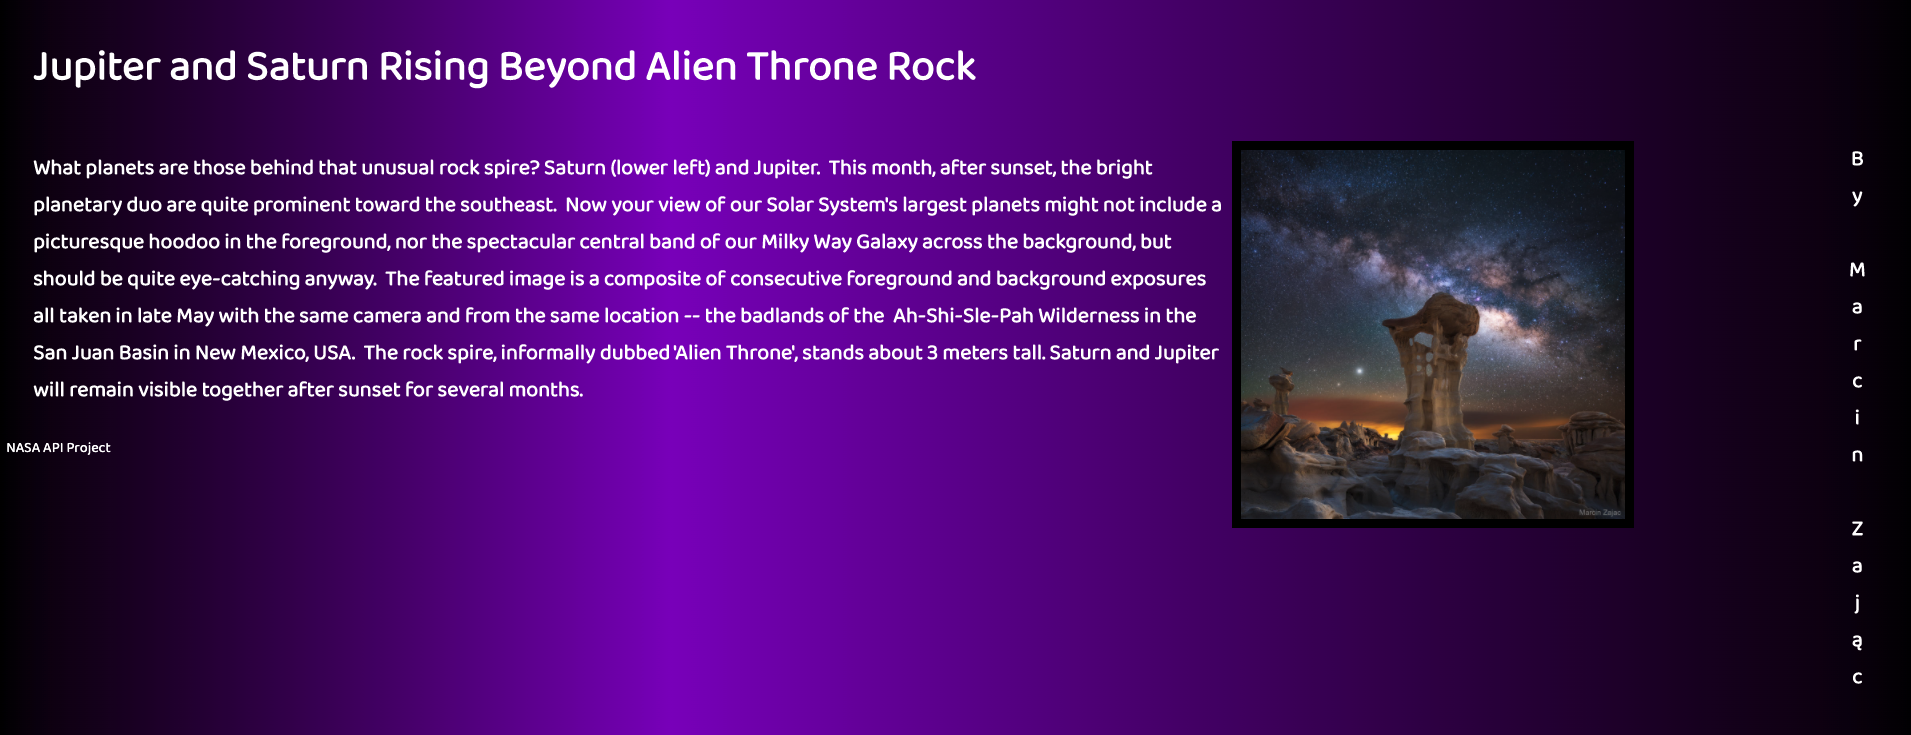 Jupiter and Saturn Rising Beyond Alien Throne Rock
What planets are those behind that unusual rock spire? Saturn (lower left) and Jupiter.  This month, after sunset, the bright
planetary duo are quite prominent toward the southeast.  Now your view of our Solar System's largest planets might not include a
picturesque hoodoo in the foreground, nor the spectacular central band of our Milky Way Galaxy across the background, but
should be quite eye-catching anyway.  The featured image is a composite of consecutive foreground and background exposures
all taken in late May with the same camera and from the same location -- the badlands of the  Ah-Shi-Sle-Pah Wilderness in the
San Juan Basin in New Mexico, USA.  The rock spire, informally dubbed 'Alien Throne', stands about 3 meters tall. Saturn and Jupiter
will remain visible together after sunset for several months.
NASA API Project
Marcin Zajac
B
y
M
a
r
c
i
n
Z
a
j
ą
c